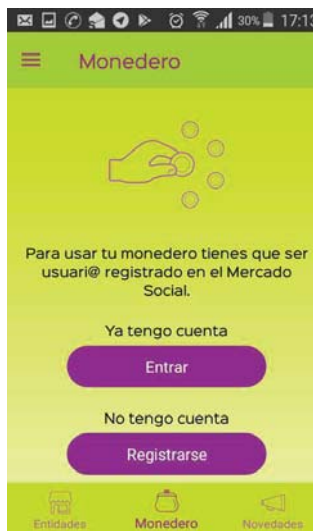 30% 17:13
Monedero
Para usar tu monedero tienes que ser
usuari@ registrado en el Mercado
Social.
Ya tengo cuenta
Entrar
No tengo cuenta
Registrarse
Entidades Monedero Novedades